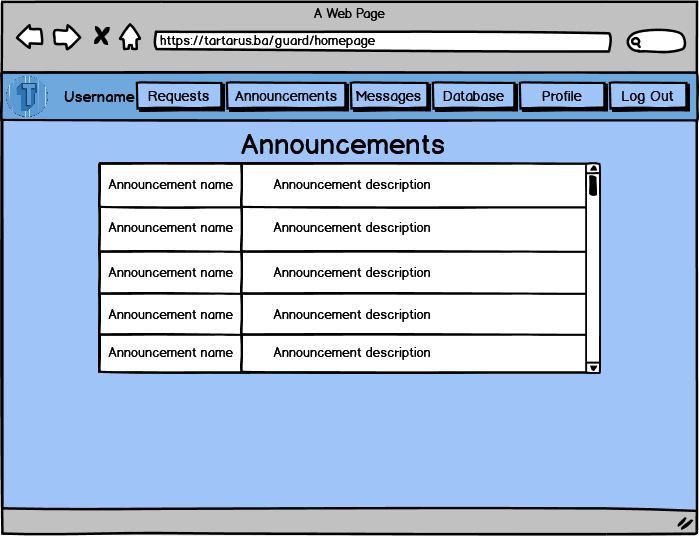 A Web Page
https://tartarus.ba/guard/homepage
T
Username Requests Announcements Messages Database Profile Log Out
Announcements
Announcement name Announcement description
Announcement name Announcement description
Announcement name Announcement description
Announcement name Announcement description
Announcement name Announcement description